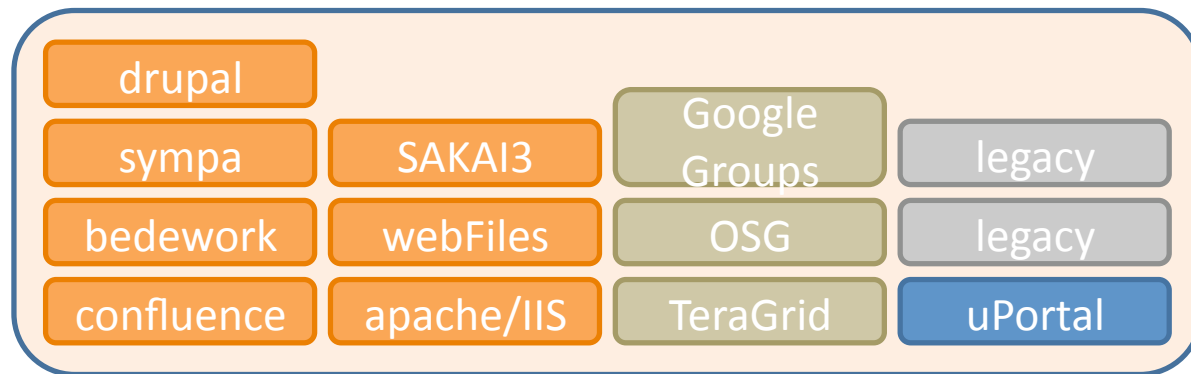 drupal
sympa
bedework
confluence
SAKAI3
webFiles
apache/IIS
Google
Groups
OSG
TeraGrid
legacy
legacy
uPortal